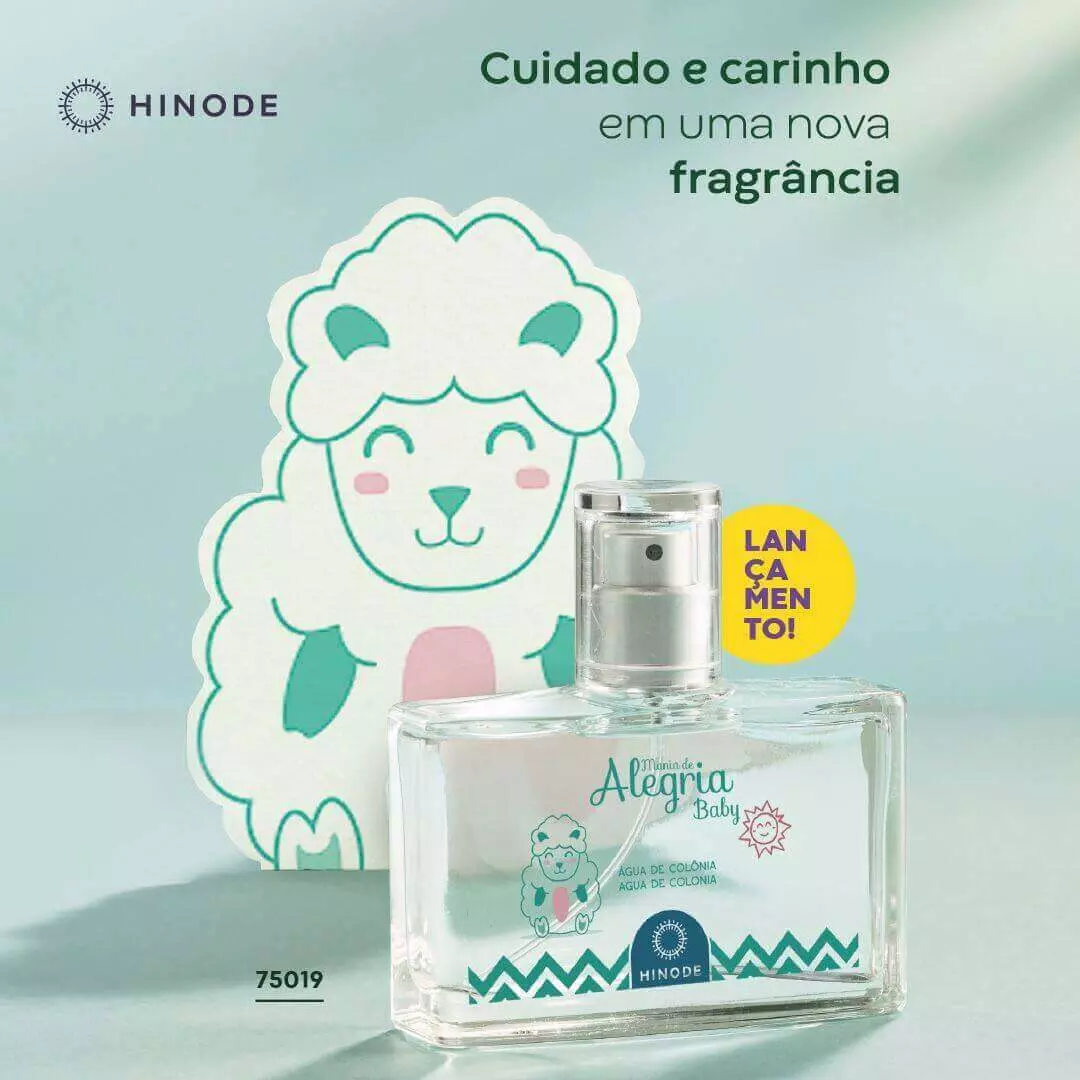 HINODE
Cuidado e carinho
em uma nova
fragrância
LAN
ÇA
MEN
TO!
Mania de
Alegria
Baby
ÁGUA DE COLÔNIA
AGUA DE COLONIA
HINODE
75019